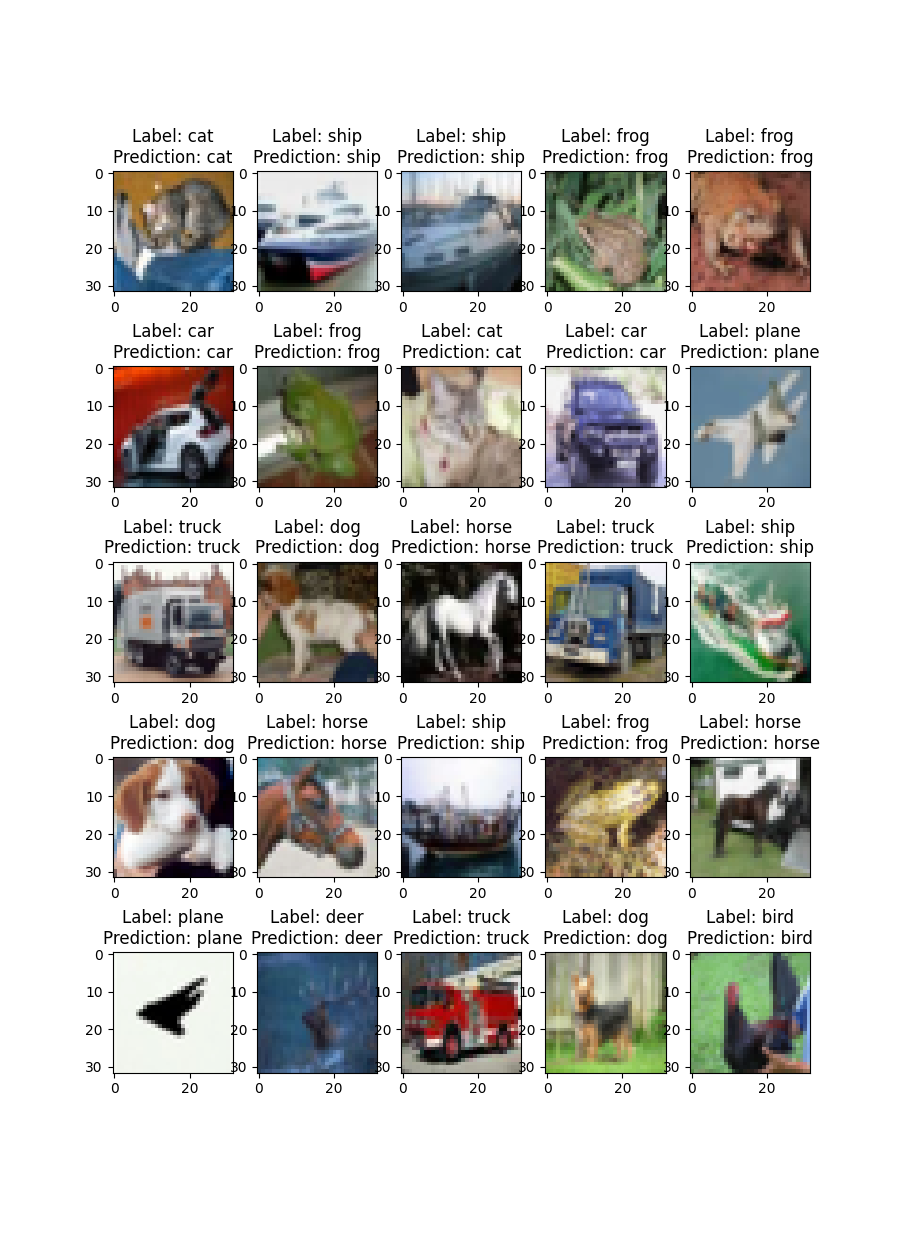 Label: cat Label: ship Label: ship Label: frog Label: frog
Prediction: cat Prediction: ship Prediction: ship Prediction: frog Prediction: frog
0 0 0 0 0
10 10 10 10 10
20 20 20 20 20
30 30 30 30 30
0 20 0 20 0 20 0 20 0 20
Label: car Label: frog Label: cat Label: car Label: plane
Prediction: car Prediction: frog Prediction: cat Prediction: car Prediction: plane
0 0 0 0 0
10 10 10 10 10
20 20 20 20 20
30 30 30 30 30
0 20 0 20 0 20 0 20 0 20
Label: truck Label: dog Label: horse Label: truck Label: ship
Prediction: truck Prediction: dog Prediction: horse Prediction: truck Prediction: ship
0 0 0 0 0
10 10 10 10 10
20 20 20 20 20
30 30 30 30 30
0 20 0 20 0 20 0 20 0 20
Label: dog Label: horse Label: ship Label: frog Label: horse
Prediction: dog Prediction: horse Prediction: ship Prediction: frog Prediction: horse
0 0 0 0 0
10 10 10 10 10
20 20 20 20 20
30 30 30 30 30
0 20 0 20 0 20 0 20 0 20
Label: plane Label: deer Label: truck Label: dog Label: bird
Prediction: plane Prediction: deer Prediction: truck Prediction: dog Prediction: bird
0 0 0 0 0
10 10 10 10 10
20 20 20 20 20
30 30 30 30 30
0 20 0 20 0 20 0 20 0 20